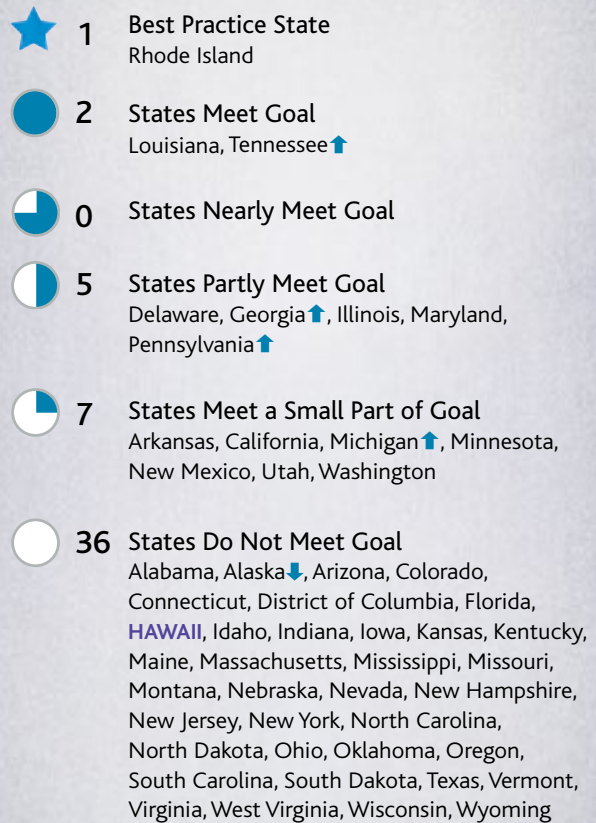 1 Best Practice State
Rhode Island
2 States Meet Goal
Louisiana, Tennessee⬆
0 States Nearly Meet Goal
5 States Partly Meet Goal
Delaware, Georgia⬆, Illinois, Maryland,
Pennsylvania⬆
7 States Meet a Small Part of Goal
Arkansas, California, Michigan⬆, Minnesota,
New Mexico, Utah, Washington
36 States Do Not Meet Goal
Alabama, Alaska⬇, Arizona, Colorado,
Connecticut, District of Columbia, Florida,
HAWAII, Idaho, Indiana, Iowa, Kansas, Kentucky,
Maine, Massachusetts, Mississippi, Missouri,
Montana, Nebraska, Nevada, New Hampshire,
New Jersey, New York, North Carolina,
North Dakota, Ohio, Oklahoma, Oregon,
South Carolina, South Dakota, Texas, Vermont,
Virginia, West Virginia, Wisconsin, Wyoming